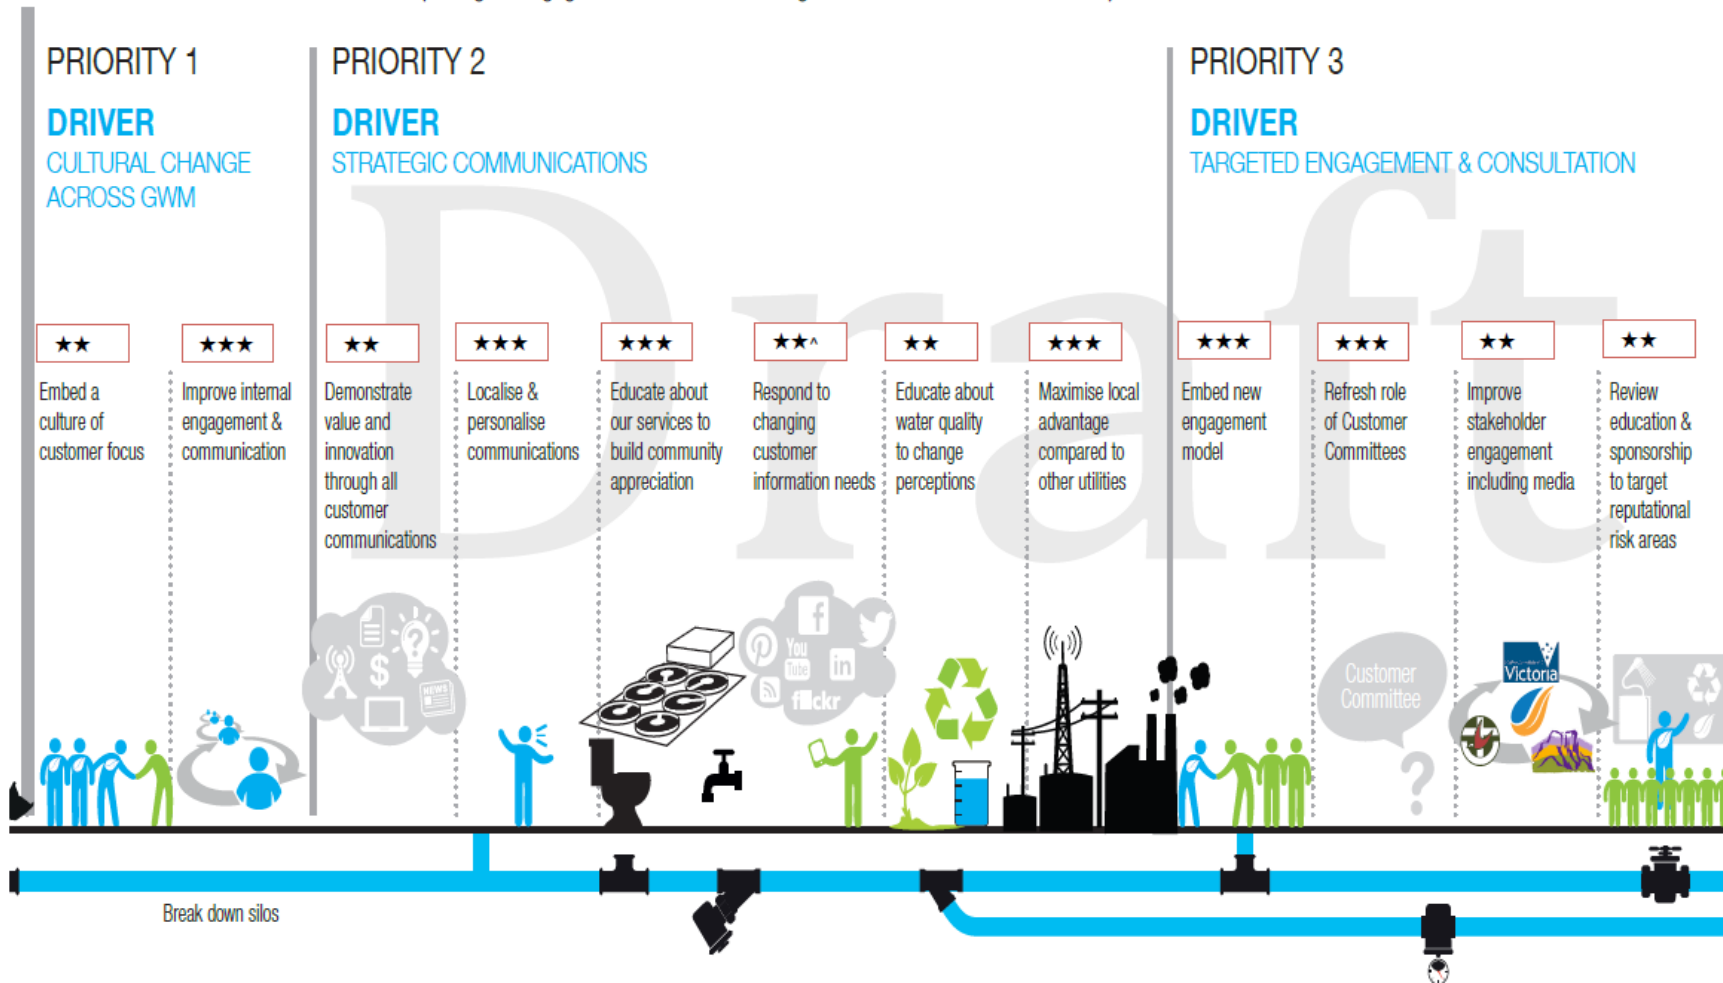 PRIORITY 1
DRIVER
CULTURAL CHANGE
ACROSS GWM
PRIORITY 2
DRIVER
STRATEGIC COMMUNICATIONS
PRIORITY 3
DRIVER
TARGETED ENGAGEMENT & CONSULTATION
Draft
★★
Embed a
culture of
customer focus
★★★
Improve internal
engagement &
communication
★★
Demonstrate
value and
innovation
through all
customer
communications
★★★
Localise &
personalise
communications
★★★
Educate about
our services to
build community
appreciation
★★^
Respond to
changing
customer
information needs
★★
Educate about
water quality
to change
perceptions
★★★
Maximise local
advantage
compared to
other utilities
★★★
Embed new
engagement
model
★★★
Refresh role
of Customer
Committees
★★
Improve
stakeholder
engagement
including media
★★
Review
education &
sponsorship
to target
reputational
risk areas
?
$
NEWS
f
You
Tube
in
flickr
Customer
Committee
?
Victoria
Break down silos